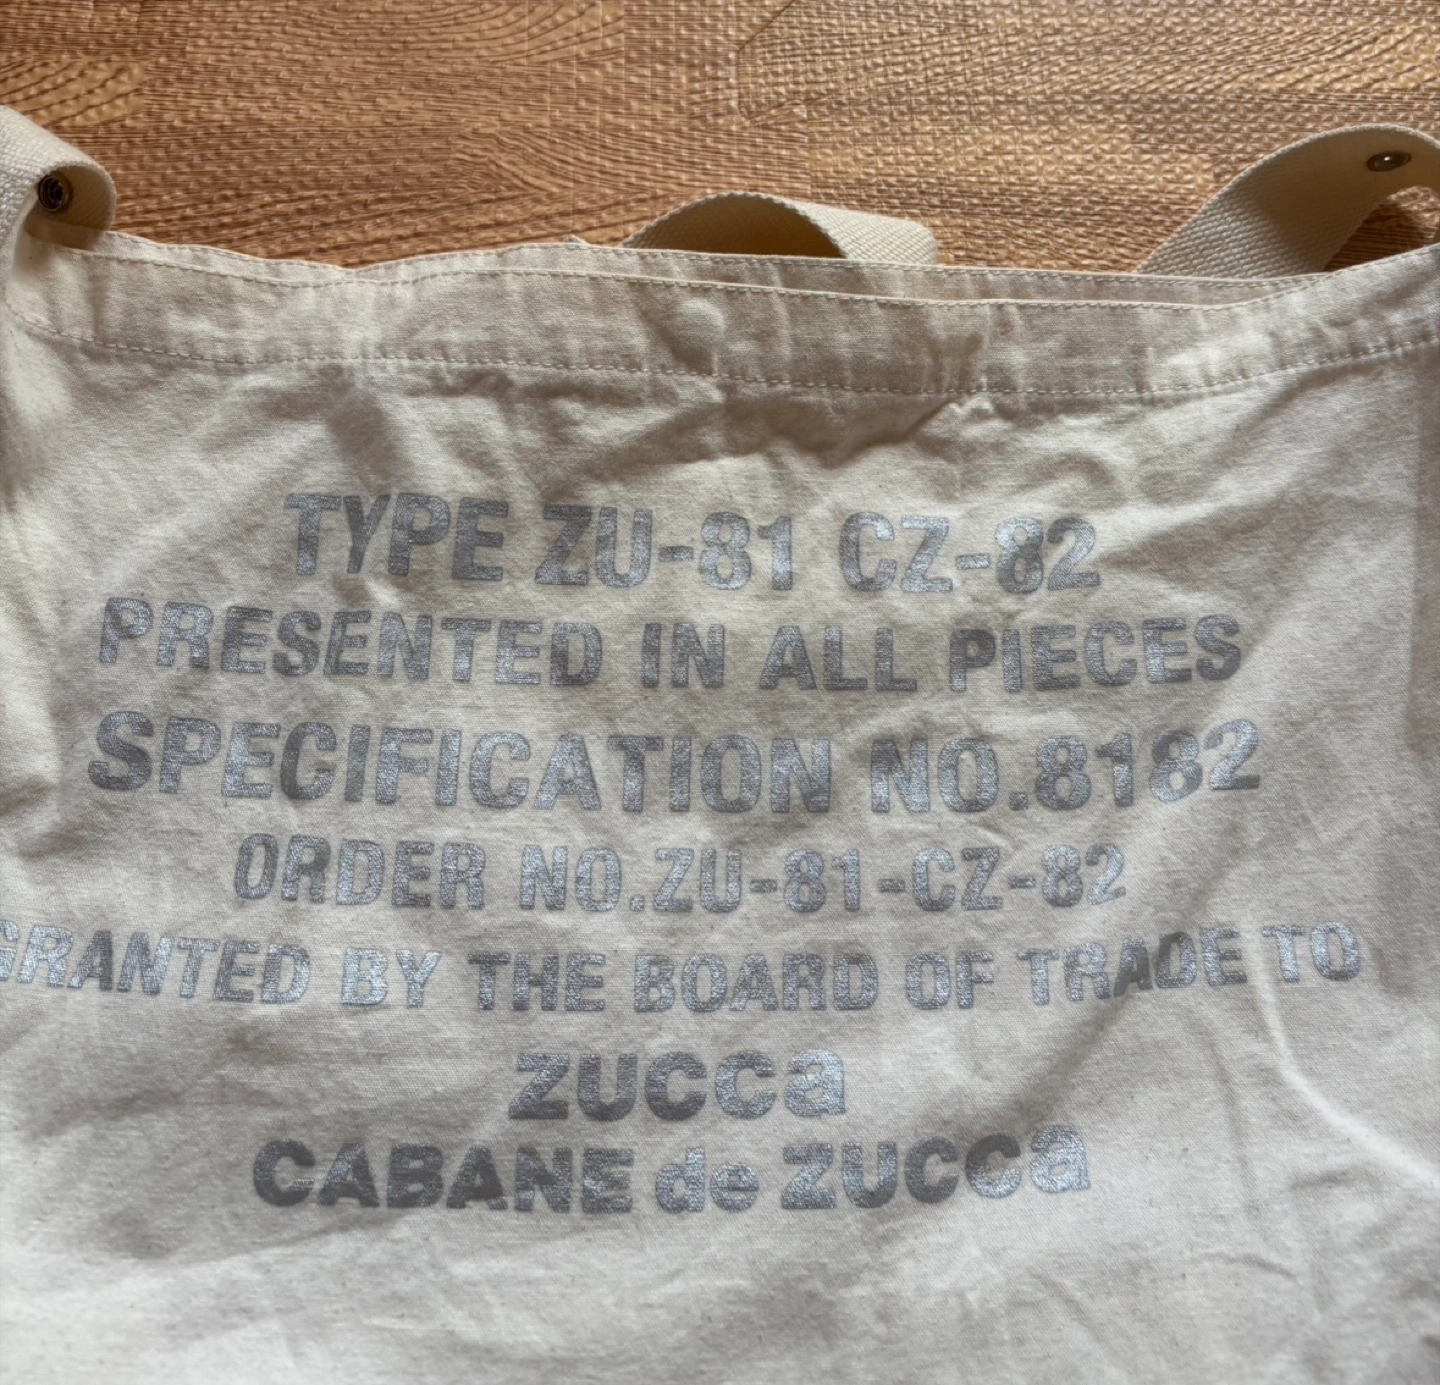 TYPE ZU-81 CZ-82
PRESENTED IN ALL PIECES
SPECIFICATION NO.8182
ORDER NO.ZU-81-CZ-82
GRANTED BY THE BOARD OF TRADE TO
ZUCCa
CABANE de ZUCCa